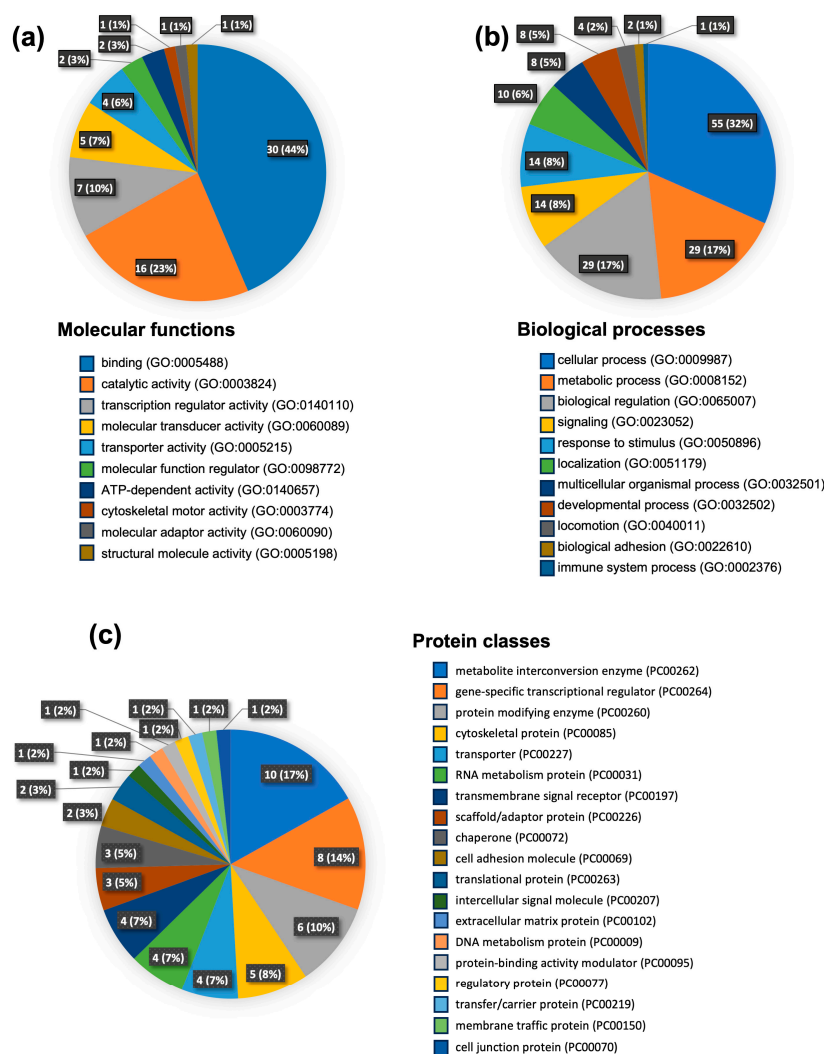 (a)
1 (1%)
1 (1%)
1 (1%)
2 (3%)
2 (3%)
4 (6%)
5 (7%)
7 (10%)
16 (23%)
30 (44%)
Molecular functions
binding (GO:0005488)
catalytic activity (GO:0003824)
transcription regulator activity (GO:0140110)
molecular transducer activity (GO:0060089)
transporter activity (GO:0005215)
molecular function regulator (GO:0098772)
ATP-dependent activity (GO:0140657)
cytoskeletal motor activity (GO:0003774)
molecular adaptor activity (GO:0060090)
structural molecule activity (GO:0005198)
(b)
4 (2%)
2 (1%)
1 (1%)
8 (5%)
8 (5%)
10 (6%)
14 (8%)
14 (8%)
29 (17%)
29 (17%)
55 (32%)
Biological processes
cellular process (GO:0009987)
metabolic process (GO:0008152)
biological regulation (GO:0065007)
signaling (GO:0023052)
response to stimulus (GO:0050896)
localization (GO:0051179)
multicellular organismal process (GO:0032501)
developmental process (GO:0032502)
locomotion (GO:0040011)
biological adhesion (GO:0022610)
immune system process (GO:0002376)
(c)
1 (2%)
1 (2%)
1 (2%)
1 (2%)
1 (2%)
1 (2%)
1 (2%)
1 (2%)
2 (3%)
2 (3%)
3 (5%)
3 (5%)
4 (7%)
4 (7%)
4 (7%)
5 (8%)
6 (10%)
8 (14%)
10 (17%)
Protein classes
metabolite interconversion enzyme (PC00262)
gene-specific transcriptional regulator (PC00264)
protein modifying enzyme (PC00260)
cytoskeletal protein (PC00085)
transporter (PC00227)
RNA metabolism protein (PC00031)
transmembrane signal receptor (PC00197)
scaffold/adaptor protein (PC00226)
chaperone (PC00072)
cell adhesion molecule (PC00069)
translational protein (PC00263)
intercellular signal molecule (PC00207)
extracellular matrix protein (PC00102)
DNA metabolism protein (PC00009)
protein-binding activity modulator (PC00095)
regulatory protein (PC00077)
transfer/carrier protein (PC00219)
membrane traffic protein (PC00150)
cell junction protein (PC00070)